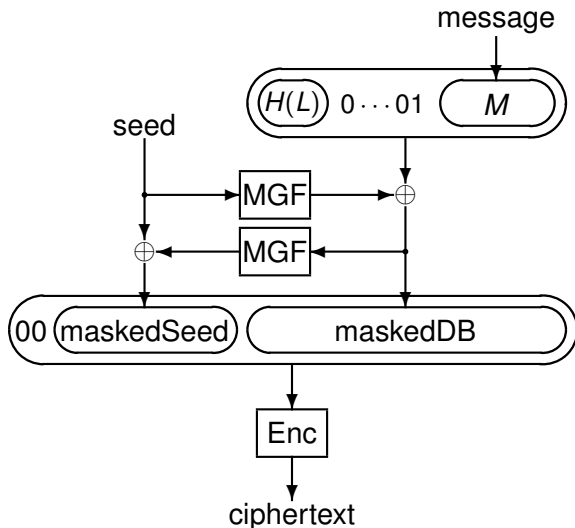 message
H(L) 0 ··· 01 M
seed
MGF ⊕
⊕ MGF
00 maskedSeed maskedDB
Enc
ciphertext